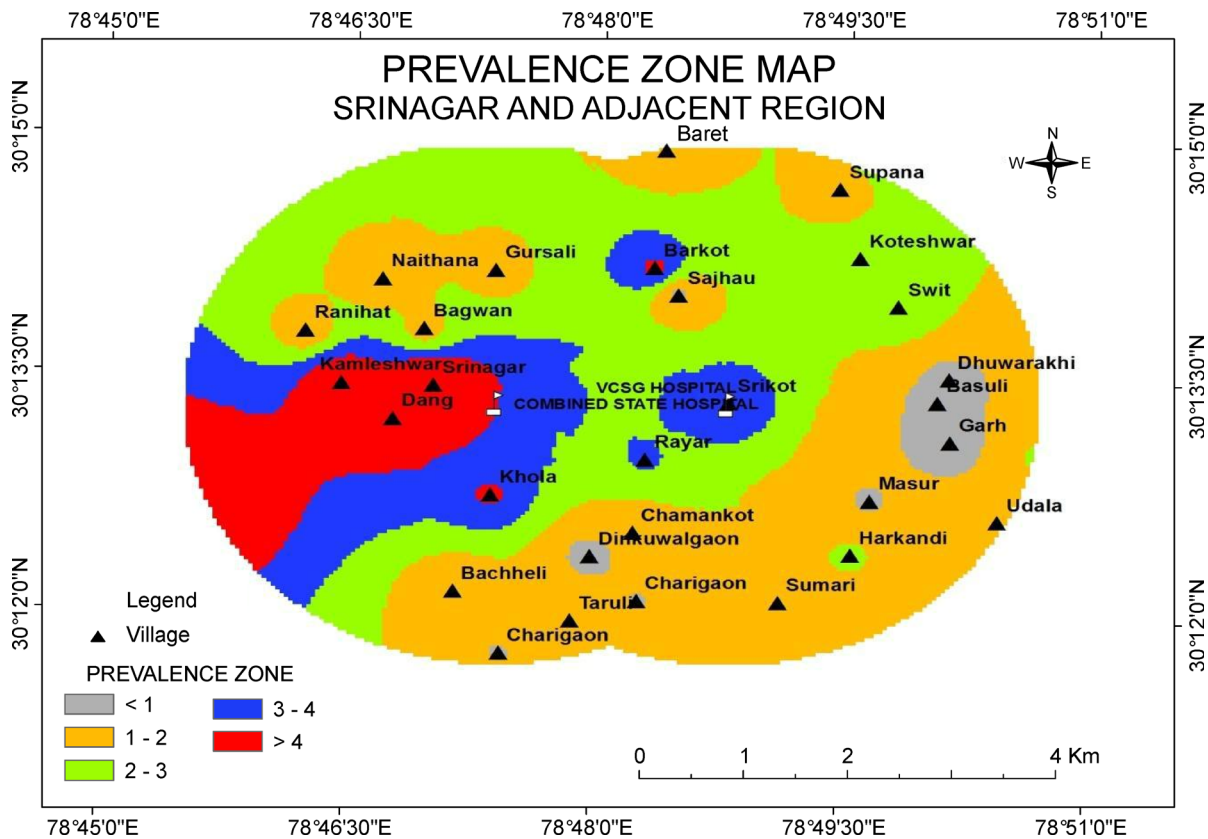 78°45'0"E 78°46'30"E 78°48'0"E 78°49'30"E 78°51'0"E
PREVALENCE ZONE MAP
SRINAGAR AND ADJACENT REGION
30°15'0"N
30°15'0"N
N
W E
S
Baret
Supana
Koteshwar
Barkot
Gursali
Naithana
Sajhau
Swit
Ranihat
Bagwan
30°13'30"N
30°13'30"N
Kamleshwar
Srinagar
Dhuwarakhi
Basuli
VCSG HOSPITAL
Srikot
Dang
COMBINED STATE HOSPITAL
Garh
Rayar
Khola
Masur
Udala
Chamankot
Dinkuwalgaon
Harkandi
Bachheli
Charigaon
Sumari
Taruli
Charigaon
30°12'0"N
30°12'0"N
Legend
Village
PREVALENCE ZONE
< 1
1 - 2
2 - 3
3 - 4
> 4
0 1 2 4 Km
78°45'0"E 78°46'30"E 78°48'0"E 78°49'30"E 78°51'0"E